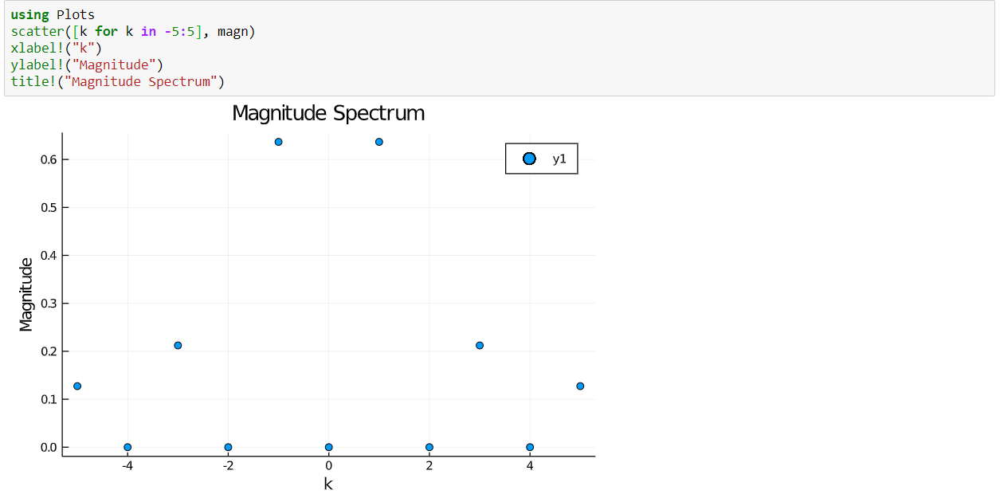 using Plots
scatter([k for k in -5:5], magn)
xlabel!("k")
ylabel!("Magnitude")
title!("Magnitude Spectrum")
Magnitude Spectrum
y1
0.6
0.5
0.4
0.3
0.2
0.1
0.0
Magnitude
-4 -2 0 2 4
k